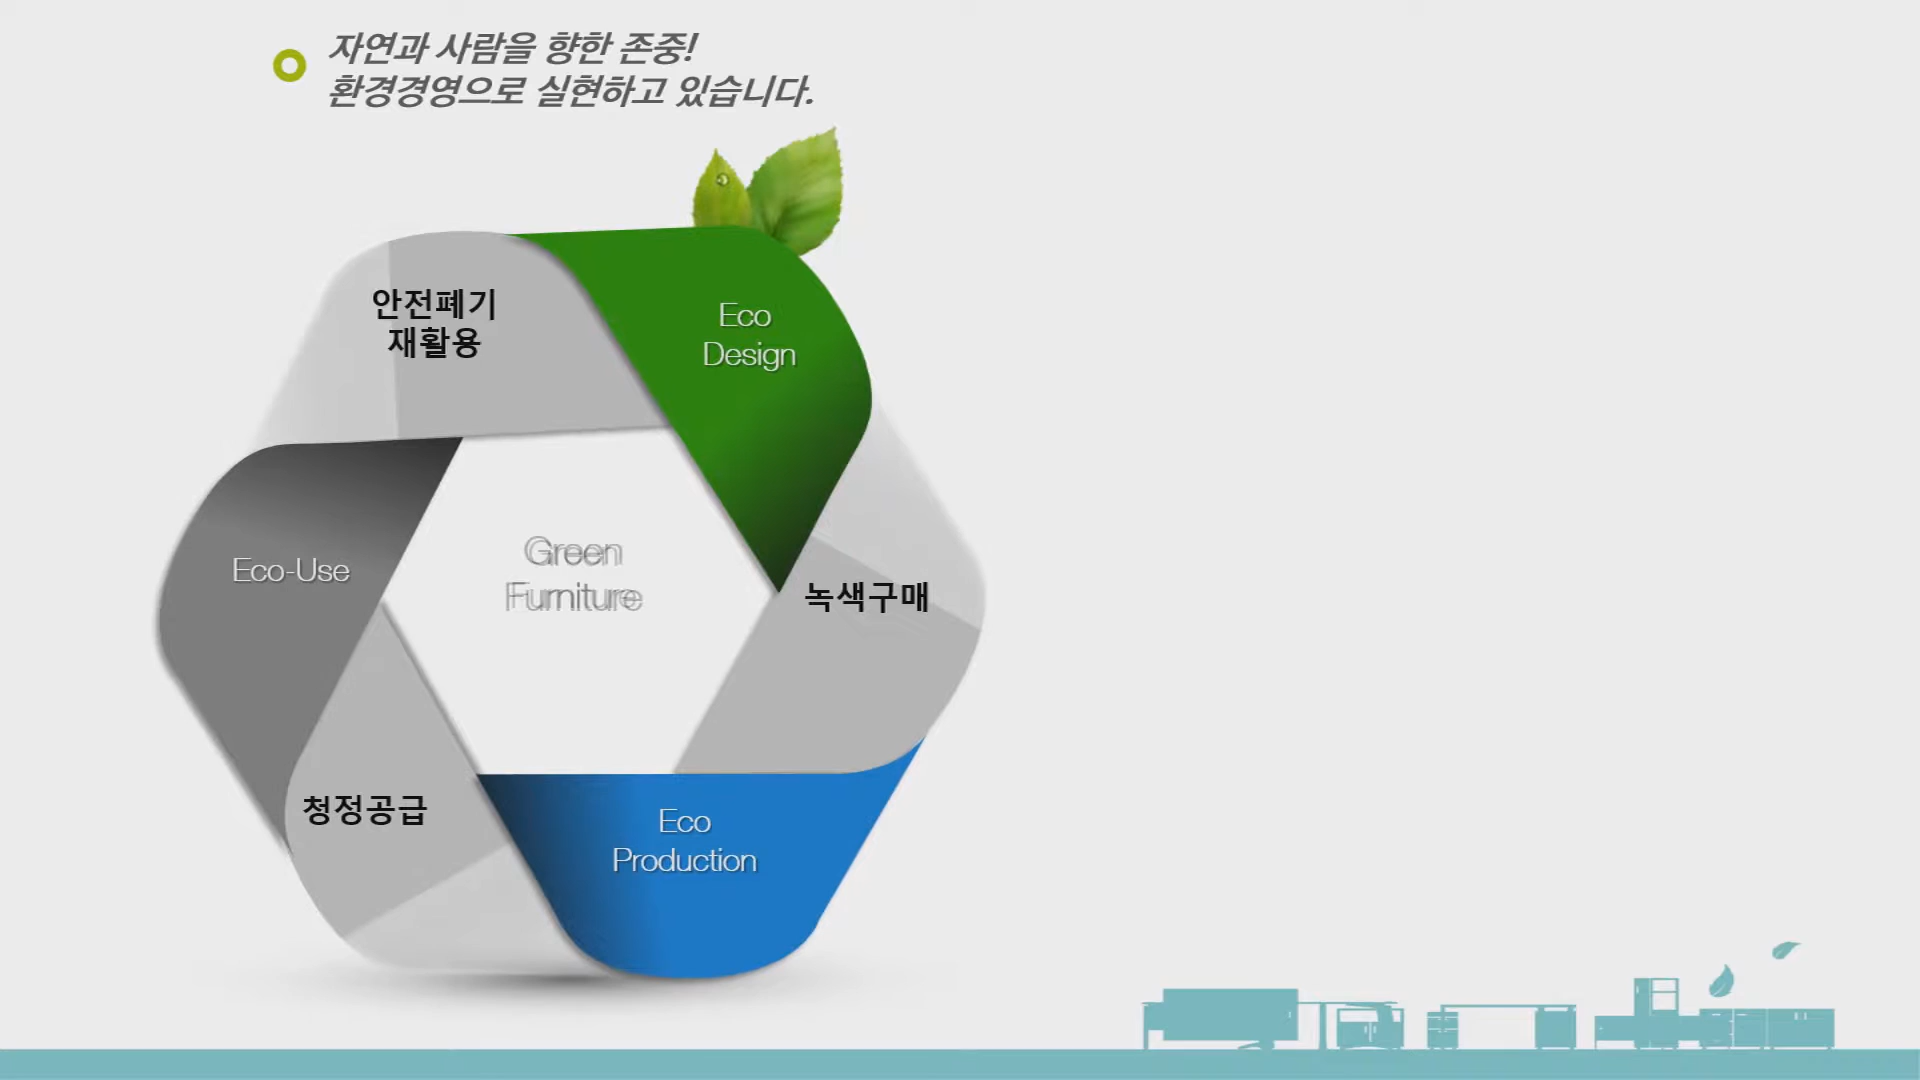 자연과 사람을 향한 존중!
환경경영으로 실현하고 있습니다.
안전폐기
재활용
Eco
Design
Eco-Use
Green
Furniture
녹색구매
청정공급
Eco
Production